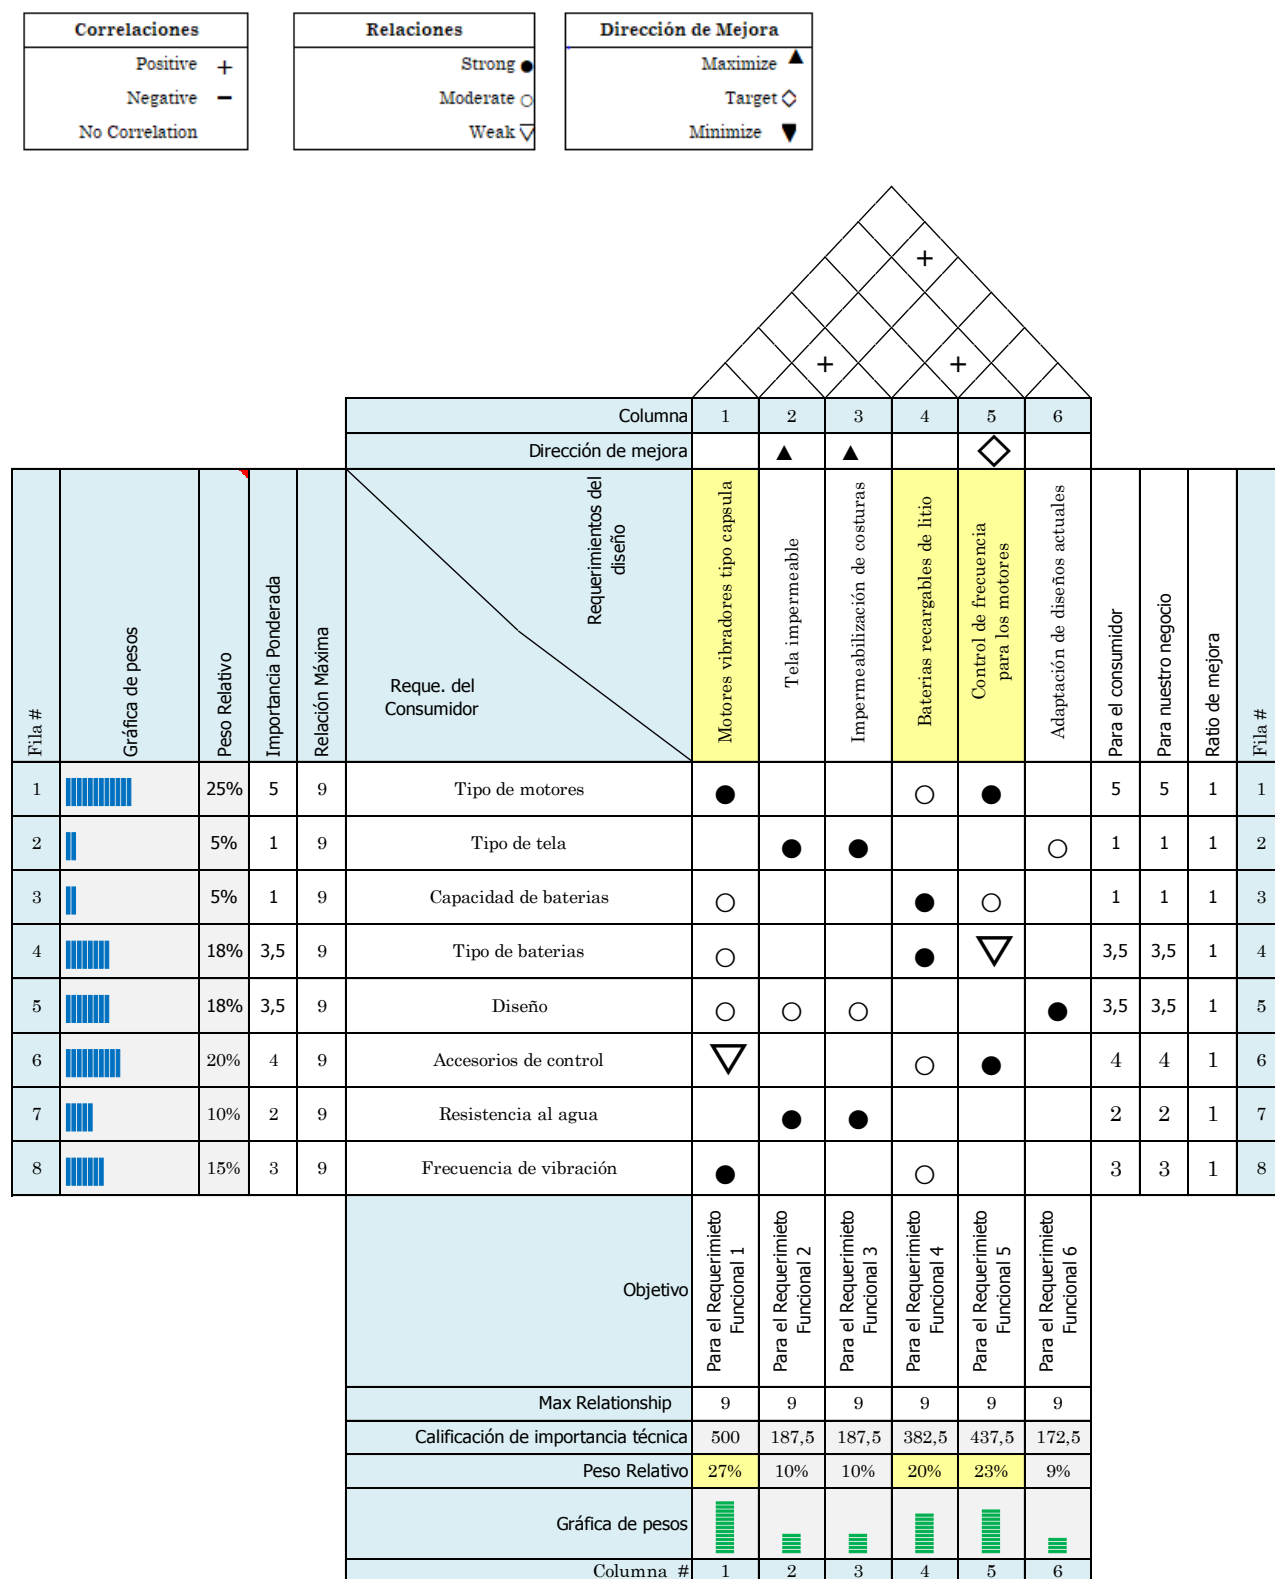 Correlaciones
Positive +
Negative −
No Correlation
Relaciones
Strong ●
Moderate ○
Weak ▽
Dirección de Mejora
Maximize ▲
Target ◇
Minimize ▼
+
+ +
Columna 1 2 3 4 5 6
Dirección de mejora ▲ ▲ ◇
Fila #
Gráfica de pesos
Peso Relativo
Importancia Ponderada
Relación Máxima
Requerimientos del
diseño
Reque. del
Consumidor
Motores vibradores tipo capsula
Tela impermeable
Impermeabilización de costuras
Baterias recargables de litio
Control de frecuencia
para los motores
Adaptación de diseños actuales
Para el consumidor
Para nuestro negocio
Ratio de mejora
Fila #
1 25% 5 9 Tipo de motores ● ○ ● 5 5 1 1
2 5% 1 9 Tipo de tela ● ● ○ 1 1 1 2
3 5% 1 9 Capacidad de baterias ○ ● ○ 1 1 1 3
4 18% 3,5 9 Tipo de baterias ○ ● ▽ 3,5 3,5 1 4
5 18% 3,5 9 Diseño ○ ○ ○ ● 3,5 3,5 1 5
6 20% 4 9 Accesorios de control ▽ ○ ● 4 4 1 6
7 10% 2 9 Resistencia al agua ● ● 2 2 1 7
8 15% 3 9 Frecuencia de vibración ● ○ 3 3 1 8
Objetivo
Para el Requerimieto
Funcional 1
Para el Requerimieto
Funcional 2
Para el Requerimieto
Funcional 3
Para el Requerimieto
Funcional 4
Para el Requerimieto
Funcional 5
Para el Requerimieto
Funcional 6
Max Relationship 9 9 9 9 9 9
Calificación de importancia técnica 500 187,5 187,5 382,5 437,5 172,5
Peso Relativo 27% 10% 10% 20% 23% 9%
Gráfica de pesos
Columna # 1 2 3 4 5 6